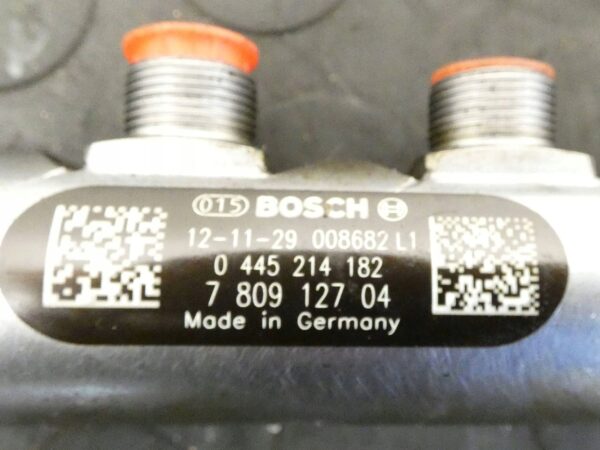 015 BOSCH
12-11-29 008682 L1
0 445 214 182
7 809 127 04
Made in Germany